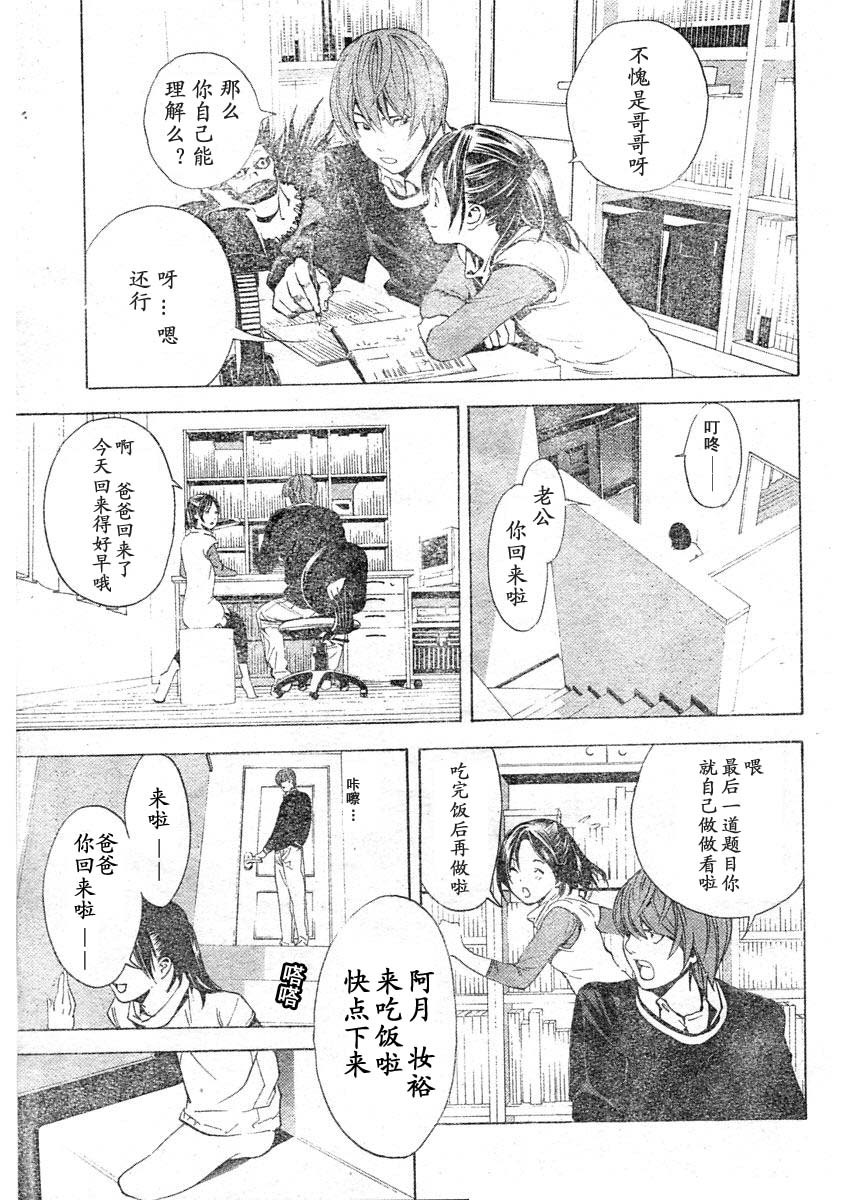 不愧是哥哥呀
那么
你自己能
理解么？
呀…嗯
还行
叮咚——
老公
你回来啦
啊 爸爸回来了
今天回来得好早哦
喂
最后一道题目你
就自己做做看啦
吃完饭后再做啦
阿月 妆裕
来吃饭啦
快点下来
咔嚓…
嗒嗒
来啦——
爸爸
你回来啦——